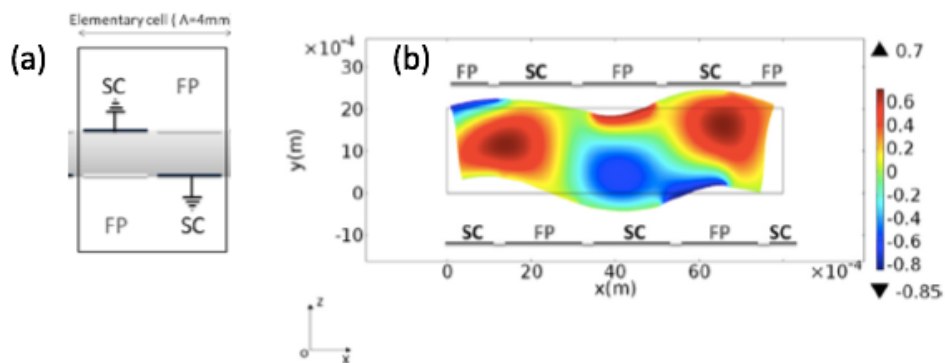 Elementary cell ( Λ=4mm
(a)
SC
FP
FP
SC
z
o
x
(b)
×10⁻⁴
30
20
10
0
-10
y(m)
FP SC FP SC FP
SC FP SC FP SC
0 20 40 60 ×10⁻⁴
x(m)
▲ 0.7
0.6
0.4
0.2
0
-0.2
-0.4
-0.6
-0.8
▼ -0.85